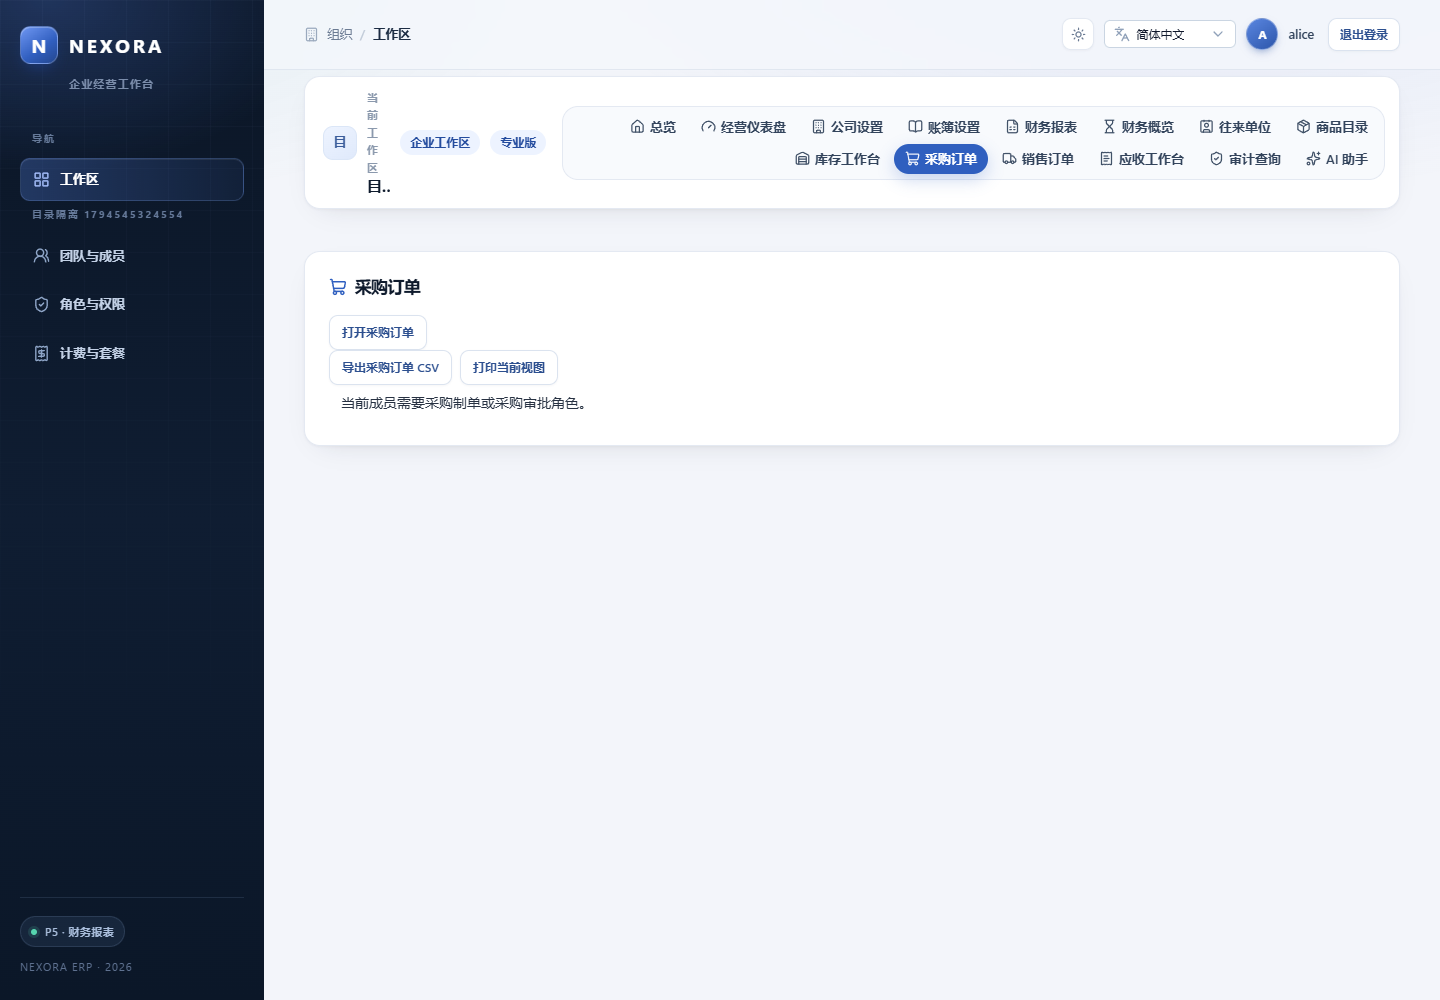 N NEXORA
企业经营工作台
导航
工作区
目录隔离 1794545324554
团队与成员
角色与权限
计费与套餐
P5 · 财务报表
NEXORA ERP · 2026
组织 / 工作区
简体中文
A alice
退出登录
目
当前工作区
目..
企业工作区 专业版
总览 经营仪表盘 公司设置 账簿设置 财务报表 财务概览 往来单位 商品目录
库存工作台 采购订单 销售订单 应收工作台 审计查询 AI 助手
采购订单
打开采购订单
导出采购订单 CSV 打印当前视图
当前成员需要采购制单或采购审批角色。